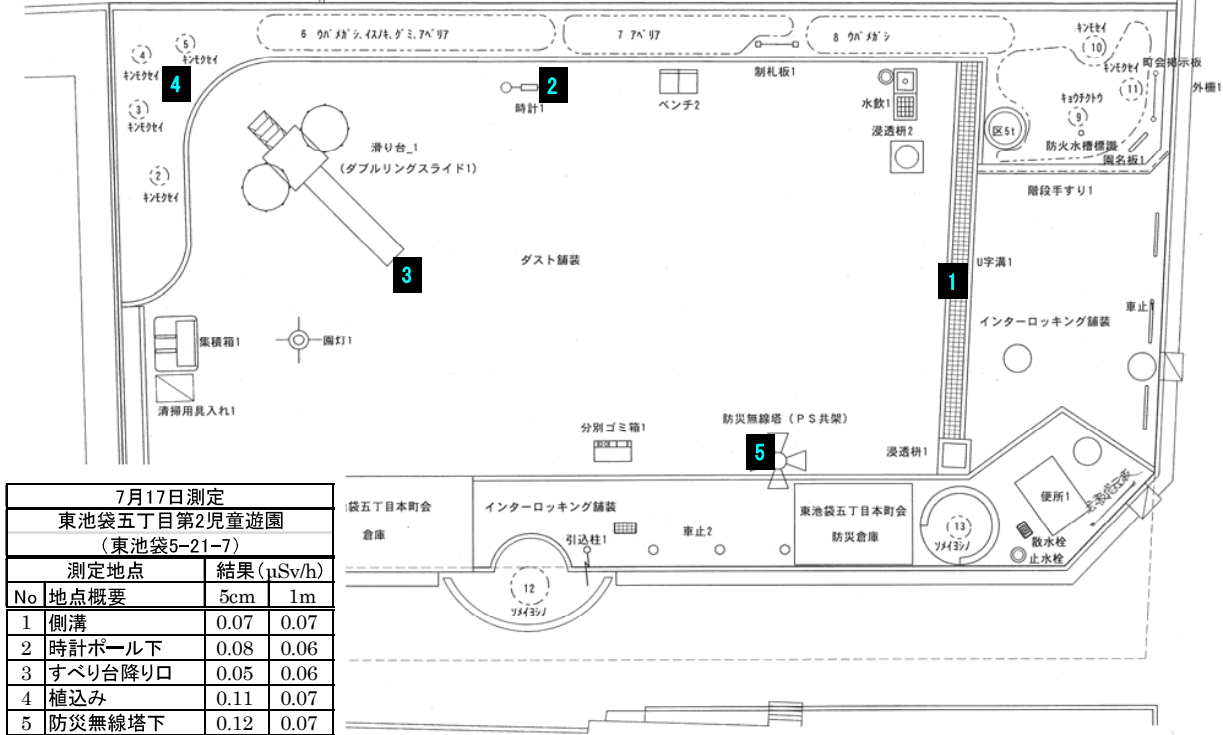 6 ウバメガシ､イスノキ､グミ､アベリア
7 アベリア
8 ウバメガシ
キンモセイ
10
4
キンモクセイ
5
キンモクセイ
4
3
キンモクセイ
2
キンモクセイ
2
時計1
ベンチ2
制札板1
水飲1
浸透桝2
区5t
キョウチクトウ
9
防火水槽標識
キンモクセイ
11
町会掲示板
外柵1
園名板1
階段手すり1
滑り台_1
(ダブルリングスライド1)
3
ダスト舗装
1
U字溝1
インターロッキング舗装
車止1
集積箱1
園灯1
清掃用具入れ1
分別ゴミ箱1
防災無線塔（ＰＳ共架）
5
浸透桝1
便所1
散水栓
止水栓
袋五丁目本町会
倉庫
インターロッキング舗装
引込柱1
車止2
東池袋五丁目本町会
防災倉庫
13
ソメイヨシノ
12
ソメイヨシノ
7月17日測定
東池袋五丁目第2児童遊園
（東池袋5-21-7）
測定地点 結果(μSv/h)
No 地点概要 5cm 1m
1 側溝 0.07 0.07
2 時計ポール下 0.08 0.06
3 すべり台降り口 0.05 0.06
4 植込み 0.11 0.07
5 防災無線塔下 0.12 0.07